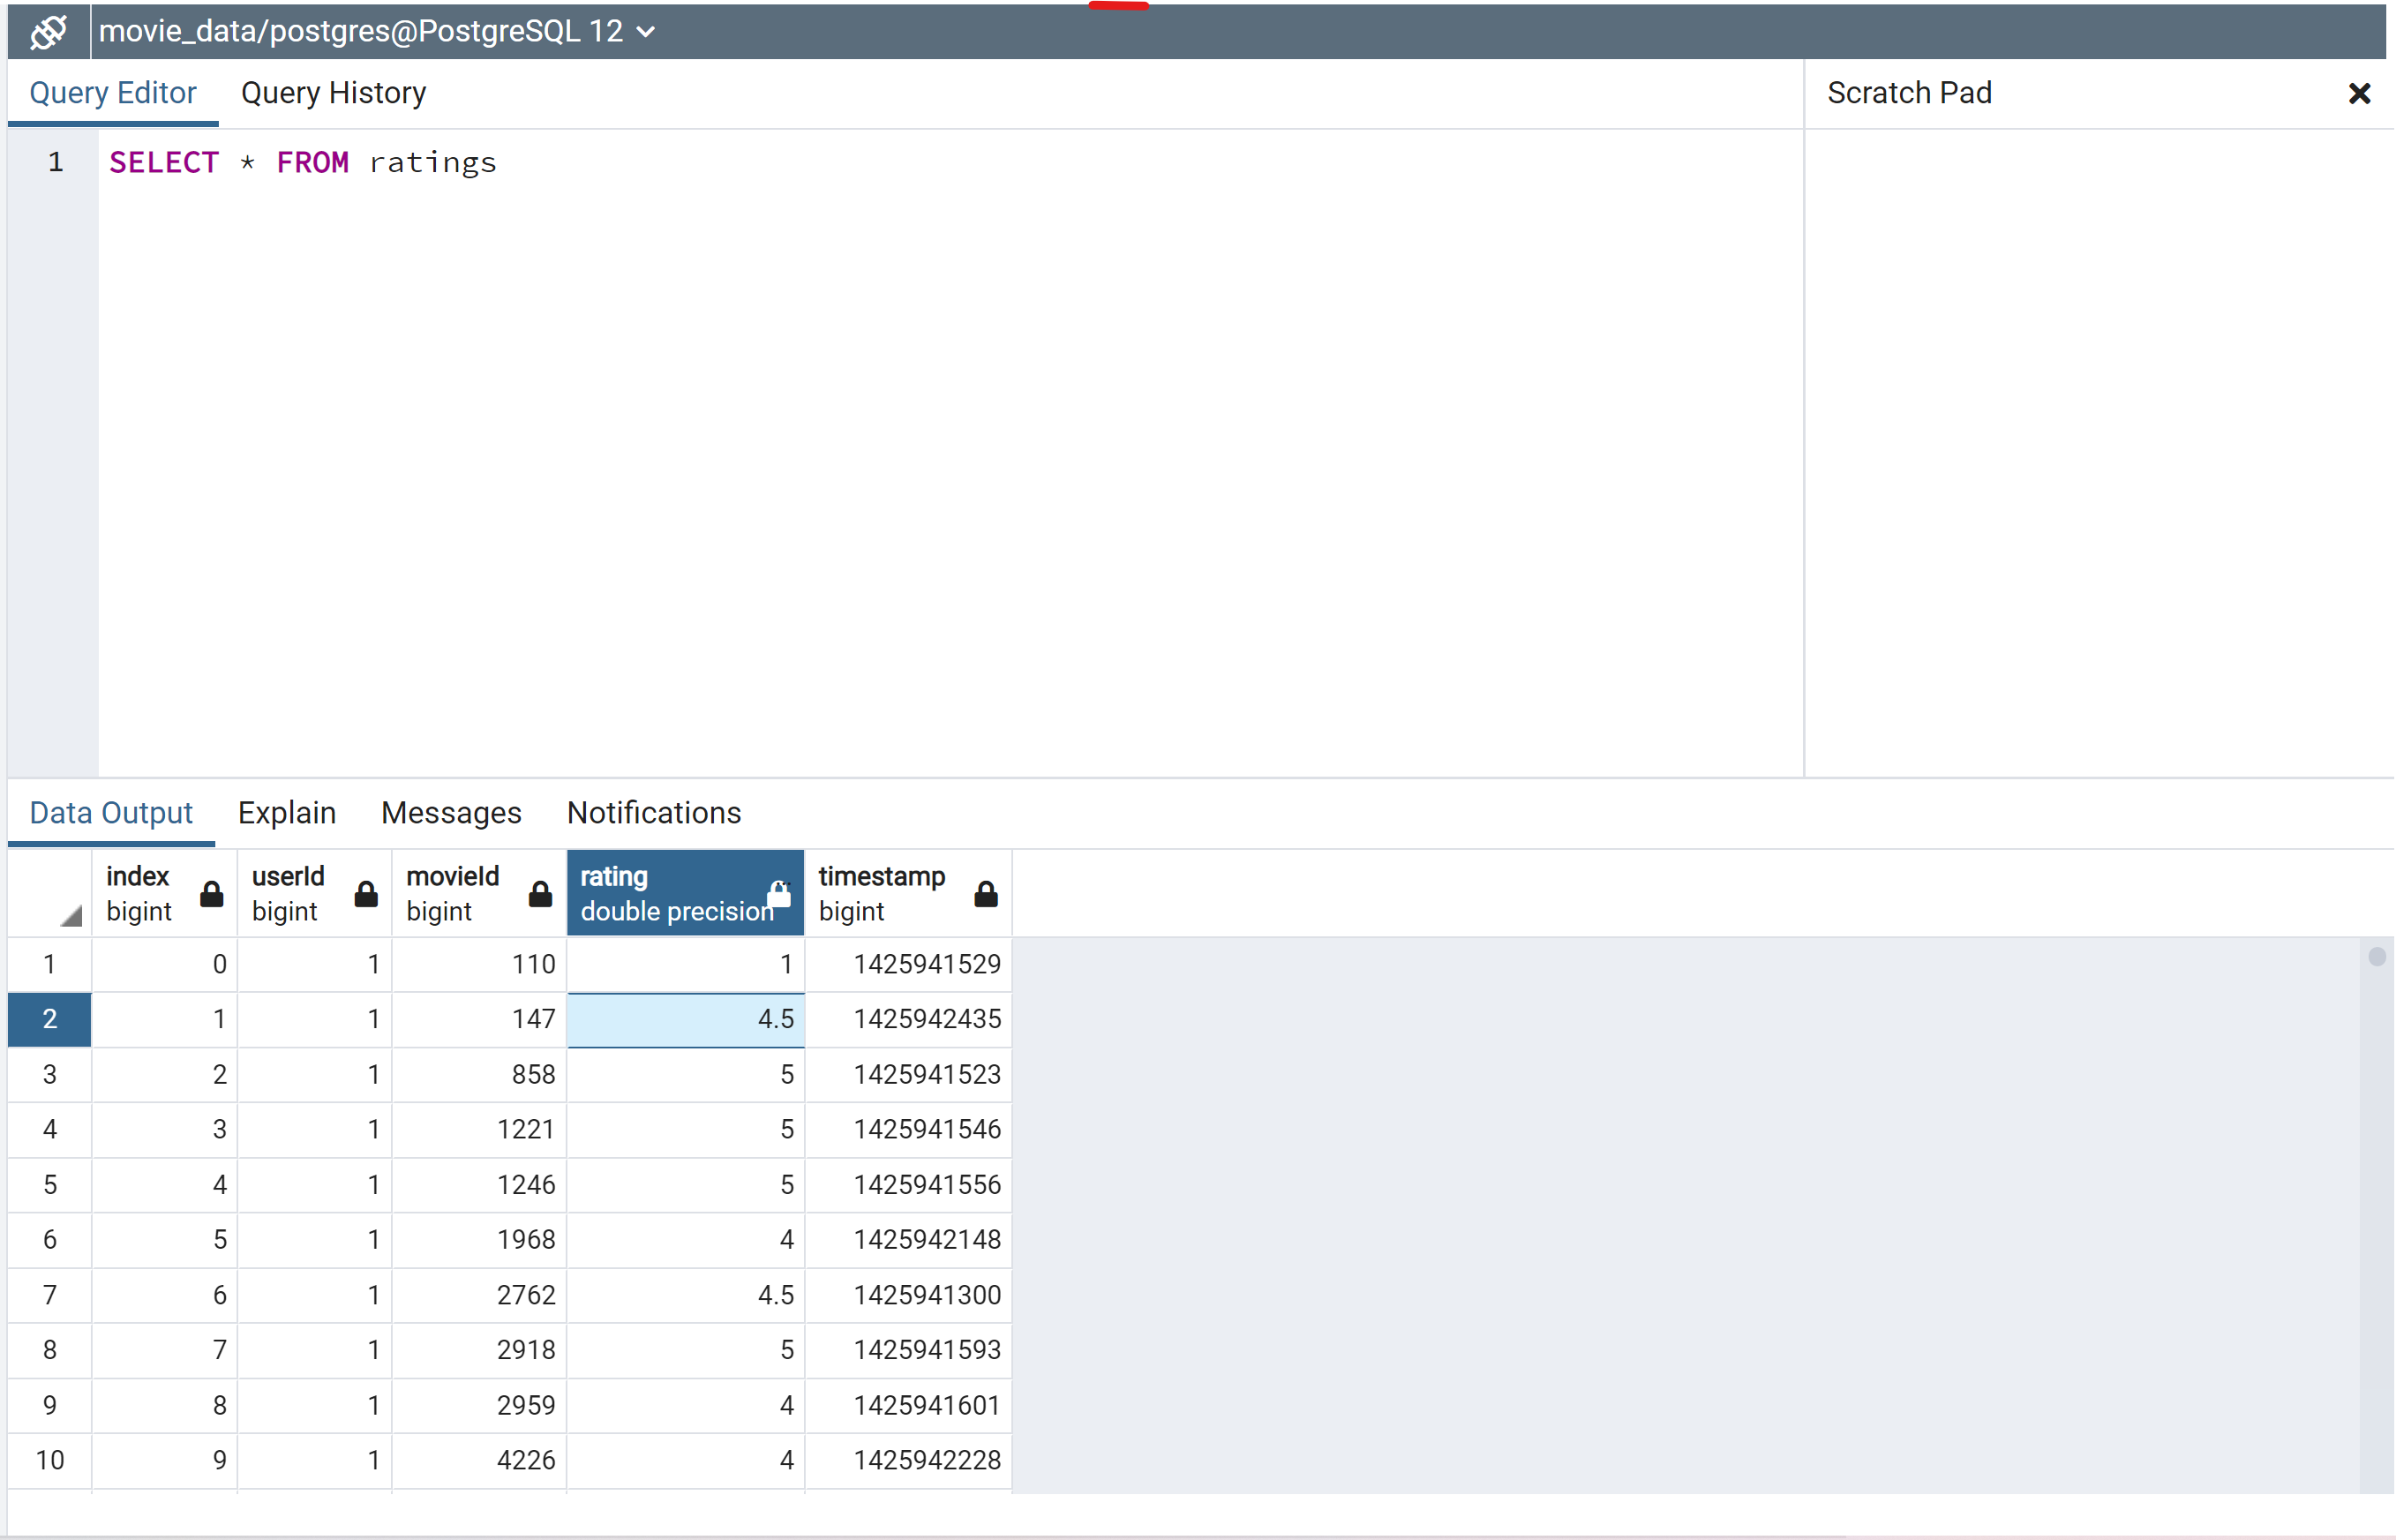 movie_data/postgres@PostgreSQL 12
Query Editor Query History Scratch Pad
1 SELECT * FROM ratings
Data Output Explain Messages Notifications
index userId movieId rating timestamp
bigint bigint bigint double precision bigint
1 0 1 110 1 1425941529
2 1 1 147 4.5 1425942435
3 2 1 858 5 1425941523
4 3 1 1221 5 1425941546
5 4 1 1246 5 1425941556
6 5 1 1968 4 1425942148
7 6 1 2762 4.5 1425941300
8 7 1 2918 5 1425941593
9 8 1 2959 4 1425941601
10 9 1 4226 4 1425942228